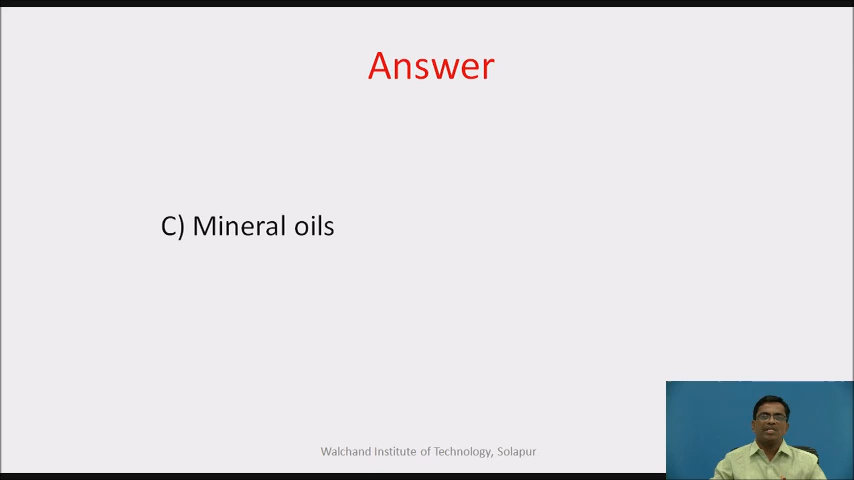 Answer
C) Mineral oils
Walchand Institute of Technology, Solapur